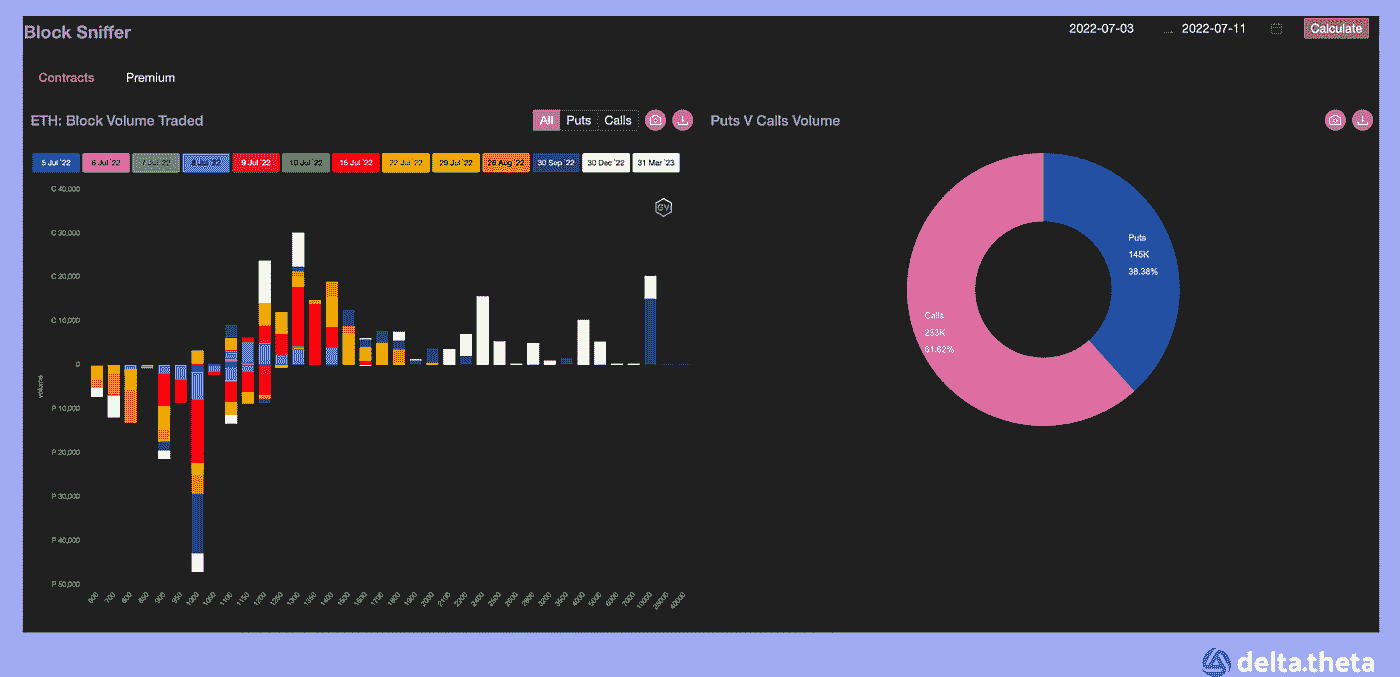 Block Sniffer
2022-07-03
2022-07-11
Calculate
Contracts
Premium
ETH: Block Volume Traded
All
Puts
Calls
Puts V Calls Volume
5 Jul '22
6 Jul '22
7 Jul '22
8 Jul '22
9 Jul '22
10 Jul '22
15 Jul '22
22 Jul '22
29 Jul '22
26 Aug '22
30 Sep '22
30 Dec '22
31 Mar '23
C 40,000
C 30,000
C 20,000
C 10,000
0
P 10,000
P 20,000
P 30,000
P 40,000
P 50,000
volume
GV
600
700
800
850
900
950
1000
1050
1100
1150
1200
1250
1300
1350
1400
1500
1600
1700
1800
1900
2000
2100
2200
2400
2500
2600
2800
3200
3500
4000
5000
6000
7000
10000
40000
Puts
145K
38.38%
Calls
233K
61.62%
delta.theta